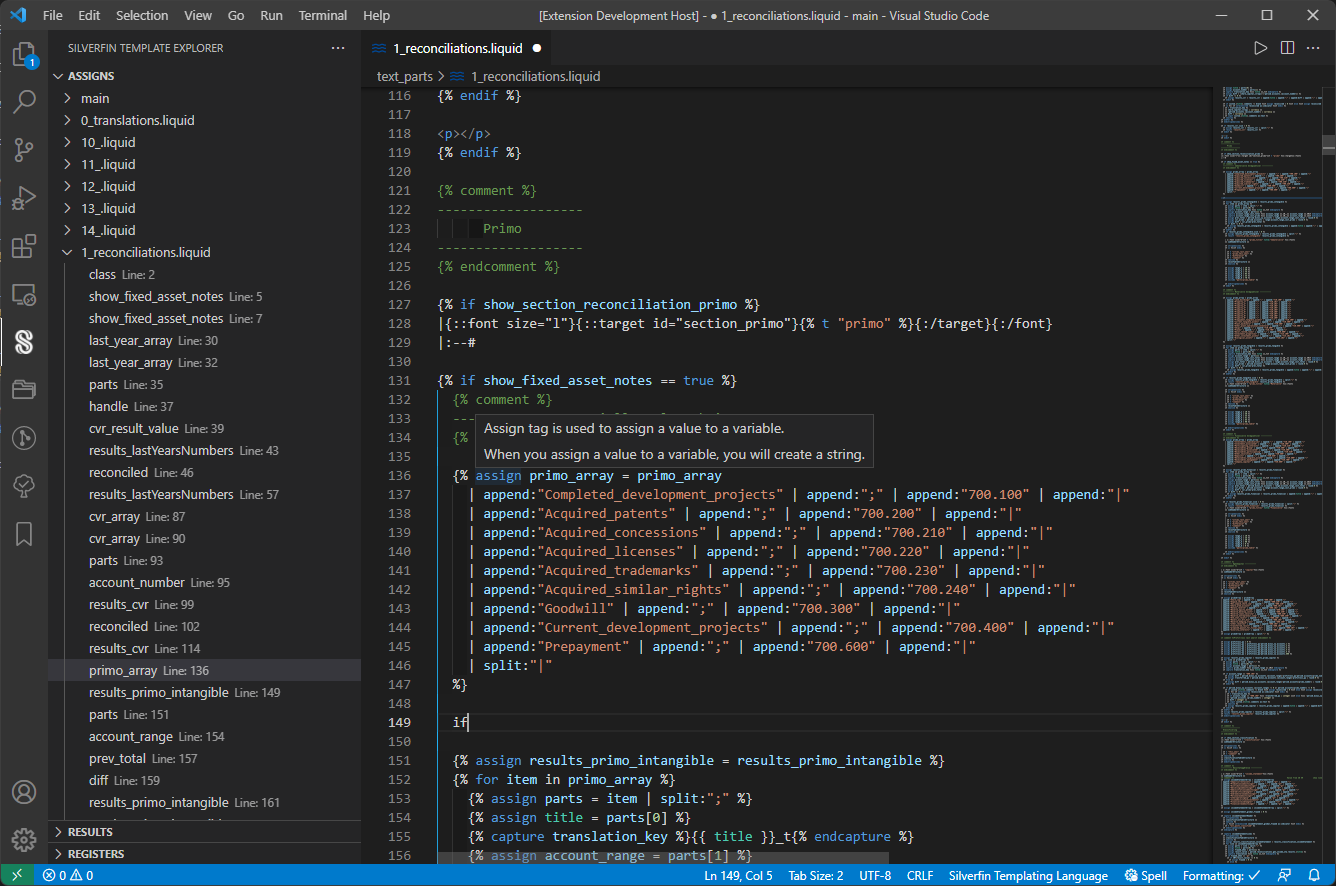 File Edit Selection View Go Run Terminal Help [Extension Development Host] - ● 1_reconciliations.liquid - main - Visual Studio Code
SILVERFIN TEMPLATE EXPLORER
ASSIGNS
main
0_translations.liquid
10_.liquid
11_.liquid
12_.liquid
13_.liquid
14_.liquid
1_reconciliations.liquid
class Line: 2
show_fixed_asset_notes Line: 5
show_fixed_asset_notes Line: 7
last_year_array Line: 30
last_year_array Line: 32
parts Line: 35
handle Line: 37
cvr_result_value Line: 39
results_lastYearsNumbers Line: 43
reconciled Line: 46
results_lastYearsNumbers Line: 57
cvr_array Line: 87
cvr_array Line: 90
parts Line: 93
account_number Line: 95
results_cvr Line: 99
reconciled Line: 102
results_cvr Line: 114
primo_array Line: 136
results_primo_intangible Line: 149
parts Line: 151
account_range Line: 154
prev_total Line: 157
diff Line: 159
results_primo_intangible Line: 161
RESULTS
REGISTERS
1
1_reconciliations.liquid
text_parts > 1_reconciliations.liquid
116 {% endif %}
117
118 <p></p>
119 {% endif %}
120
121 {% comment %}
122 -------------------
123 Primo
124 -------------------
125 {% endcomment %}
126
127 {% if show_section_reconciliation_primo %}
128 |{::font size="l"}{::target id="section_primo"}{% t "primo" %}{:/target}{:/font}
129 |:--#
130
131 {% if show_fixed_asset_notes == true %}
132 {% comment %}
133 ---
134 {%
135
Assign tag is used to assign a value to a variable.
When you assign a value to a variable, you will create a string.
136 {% assign primo_array = primo_array
137 | append:"Completed_development_projects" | append:";" | append:"700.100" | append:"|"
138 | append:"Acquired_patents" | append:";" | append:"700.200" | append:"|"
139 | append:"Acquired_concessions" | append:";" | append:"700.210" | append:"|"
140 | append:"Acquired_licenses" | append:";" | append:"700.220" | append:"|"
141 | append:"Acquired_trademarks" | append:";" | append:"700.230" | append:"|"
142 | append:"Acquired_similar_rights" | append:";" | append:"700.240" | append:"|"
143 | append:"Goodwill" | append:";" | append:"700.300" | append:"|"
144 | append:"Current_development_projects" | append:";" | append:"700.400" | append:"|"
145 | append:"Prepayment" | append:";" | append:"700.600" | append:"|"
146 | split:"|"
147 %}
148
149 if
150
151 {% assign results_primo_intangible = results_primo_intangible %}
152 {% for item in primo_array %}
153 {% assign parts = item | split:";" %}
154 {% assign title = parts[0] %}
155 {% capture translation_key %}{{ title }}_t{% endcapture %}
156 {% assign account_range = parts[1] %}
0 0 Ln 149, Col 5 Tab Size: 2 UTF-8 CRLF Silverfin Templating Language Spell Formatting: ✓